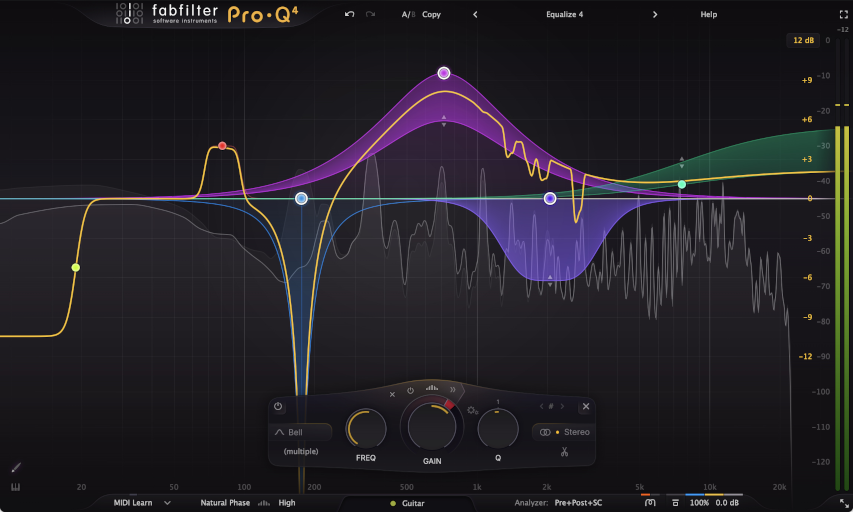 fabfilter
software instruments
Pro·Q4
A/B Copy
Equalize 4
Help
-12
12 dB
0
+9
-10
+6
-20
+3
-30
0
-40
-3
-50
-6
-60
-9
-70
-12
-80
-90
-100
-110
-120
Bell
(multiple)
FREQ
GAIN
1
Q
#
Stereo
20
50
100
200
500
1k
2k
5k
10k
20k
MIDI Learn
Natural Phase
High
Guitar
Analyzer: Pre+Post+SC
100%
0.0 dB